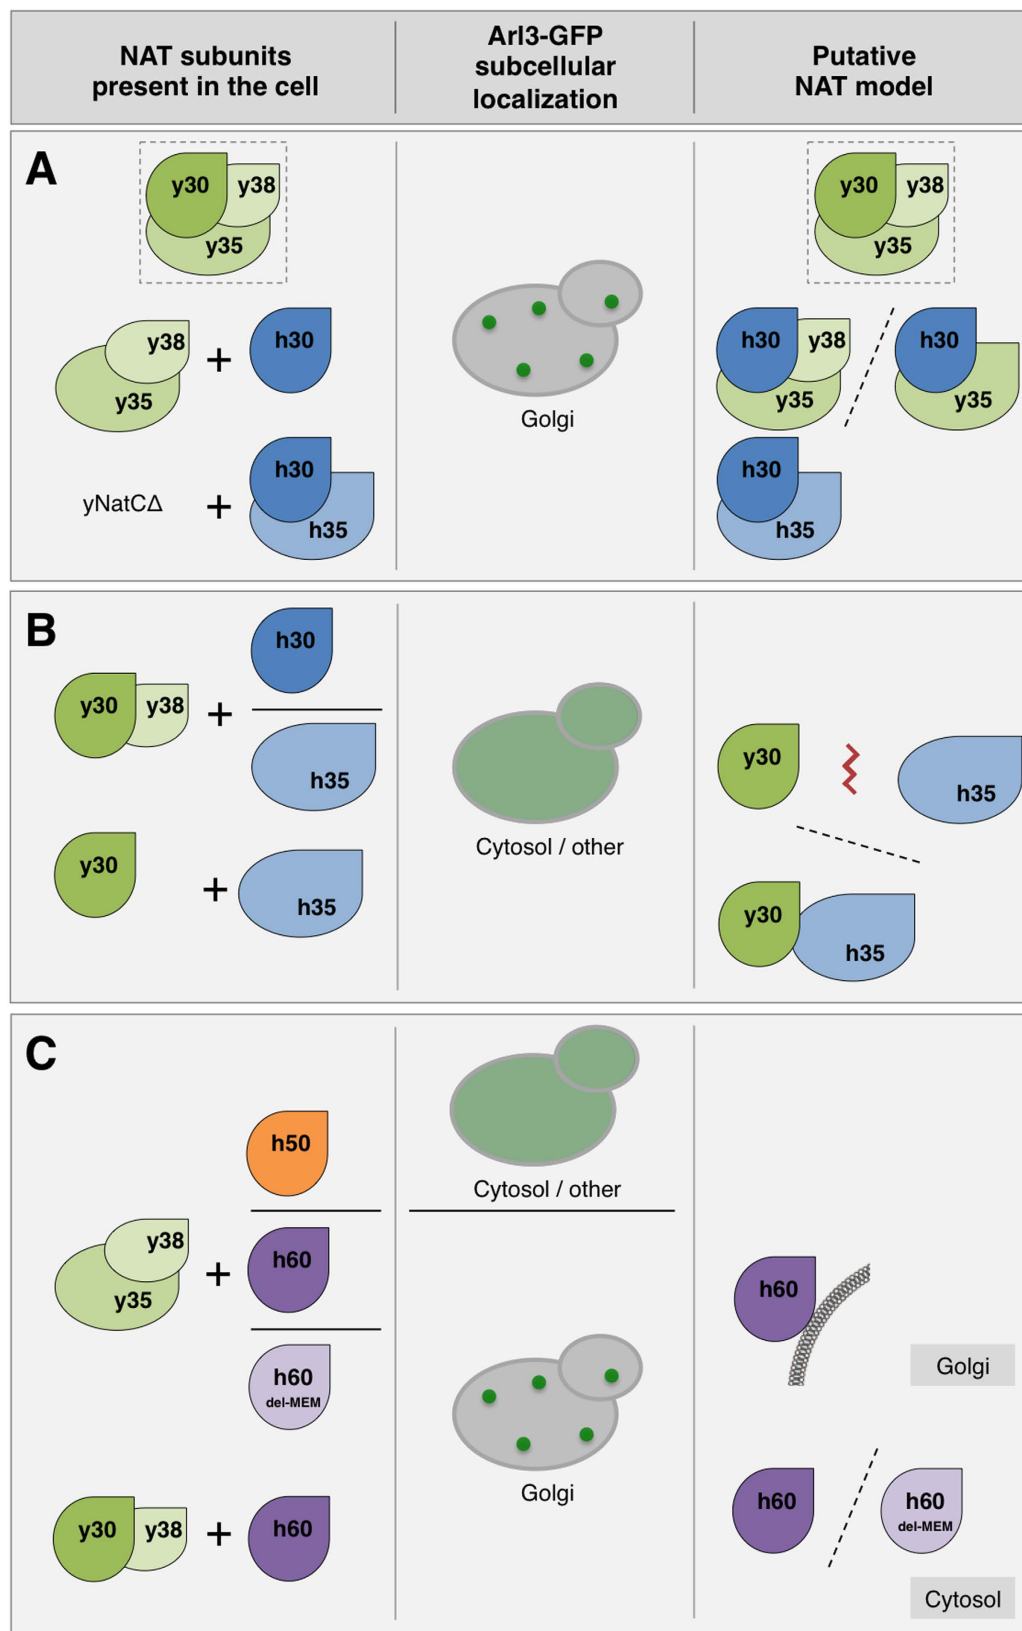 NAT subunits
present in the cell
Arl3-GFP
subcellular
localization
Putative
NAT model
A
y30
y38
y35
y38
y35
+
h30
yNatCΔ
+
h30
h35
Golgi
y30
y38
y35
h30
y38
y35
h30
y35
h30
h35
B
y30
y38
+
h30
h35
y30
+
h35
Cytosol / other
y30
h35
y30
h35
C
h50
y38
y35
+
h60
h60
del-MEM
y30
y38
+
h60
Cytosol / other
Golgi
h60
Golgi
h60
h60
del-MEM
Cytosol